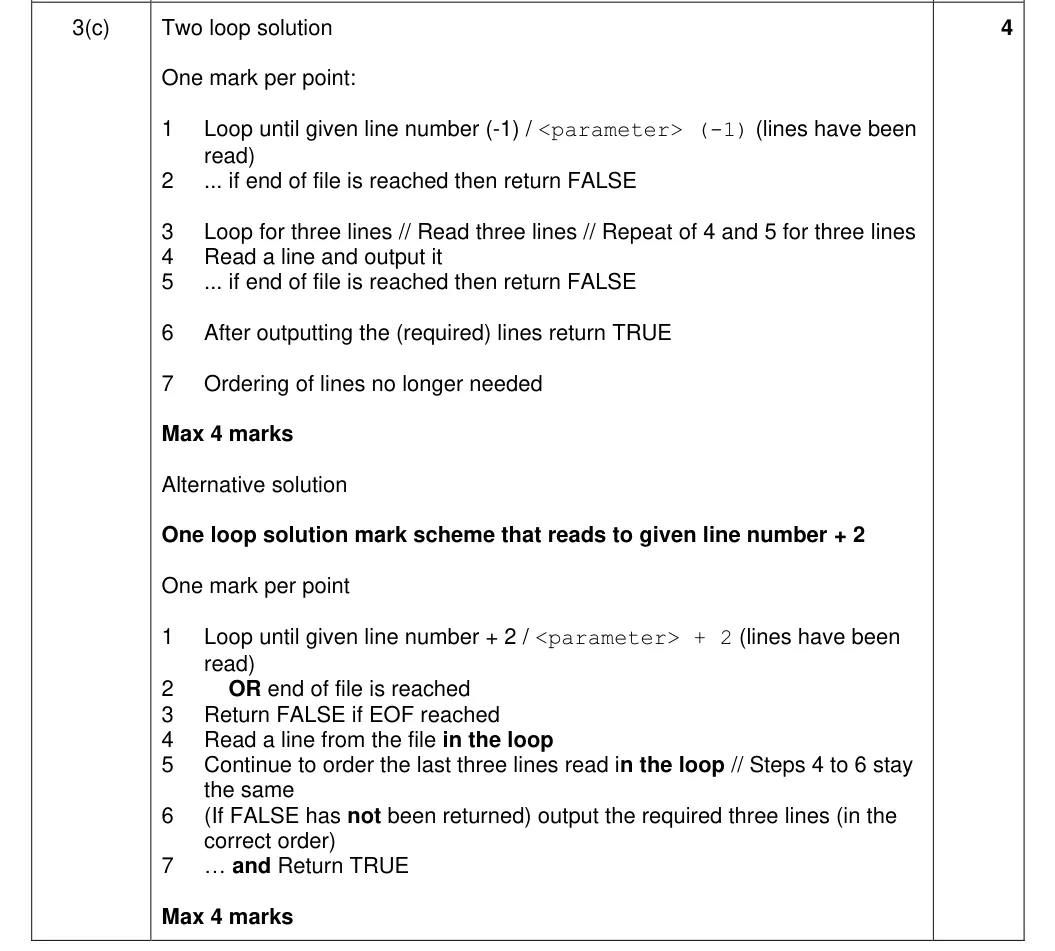 3(c) Two loop solution 4
One mark per point:
1 Loop until given line number (-1) / <parameter> (-1) (lines have been
read)
2 ... if end of file is reached then return FALSE
3 Loop for three lines // Read three lines // Repeat of 4 and 5 for three lines
4 Read a line and output it
5 ... if end of file is reached then return FALSE
6 After outputting the (required) lines return TRUE
7 Ordering of lines no longer needed
Max 4 marks
Alternative solution
One loop solution mark scheme that reads to given line number + 2
One mark per point
1 Loop until given line number + 2 / <parameter> + 2 (lines have been
read)
2 OR end of file is reached
3 Return FALSE if EOF reached
4 Read a line from the file in the loop
5 Continue to order the last three lines read in the loop // Steps 4 to 6 stay
the same
6 (If FALSE has not been returned) output the required three lines (in the
correct order)
7 … and Return TRUE
Max 4 marks